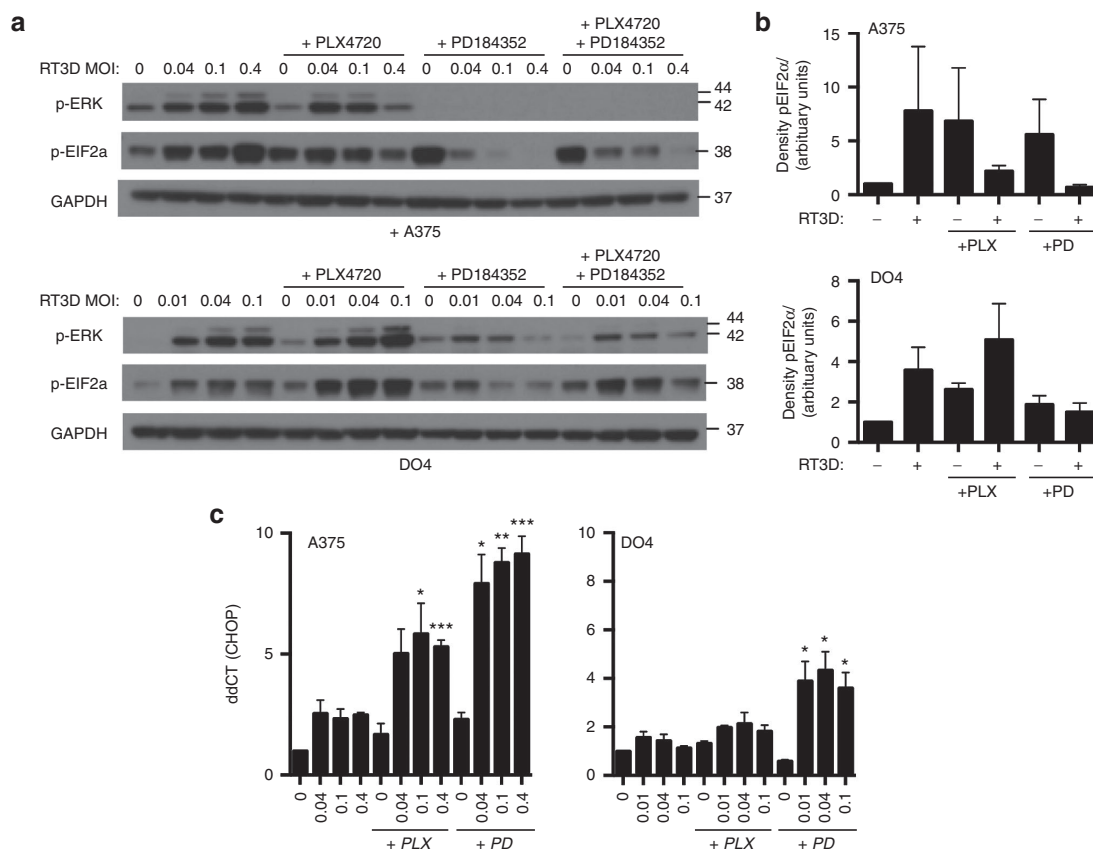 a
+ PLX4720
+ PLX4720 + PD184352 + PD184352
RT3D MOI: 0 0.04 0.1 0.4 0 0.04 0.1 0.4 0 0.04 0.1 0.4 0 0.04 0.1 0.4
p-ERK 44
42
p-EIF2a 38
GAPDH 37
+ A375
+ PLX4720
+ PLX4720 + PD184352 + PD184352
RT3D MOI: 0 0.01 0.04 0.1 0 0.01 0.04 0.1 0 0.01 0.04 0.1 0 0.01 0.04 0.1
p-ERK 44
42
p-EIF2a 38
GAPDH 37
DO4
b
A375
Density pEIF2α/
(arbituary units)
15
10
5
0
RT3D: – + – + – +
+PLX +PD
DO4
Density pEIF2α/
(arbituary units)
8
6
4
2
0
RT3D: – + – + – +
+PLX +PD
c
A375
ddCT (CHOP)
10
5
0
* *** * ** ***
0 0.04 0.1 0.4 0 0.04 0.1 0.4 0 0.04 0.1 0.4
+ PLX + PD
DO4
10
8
6
4
2
0
* * *
0 0.01 0.04 0.1 0 0.01 0.04 0.1 0 0.01 0.04 0.1
+ PLX + PD